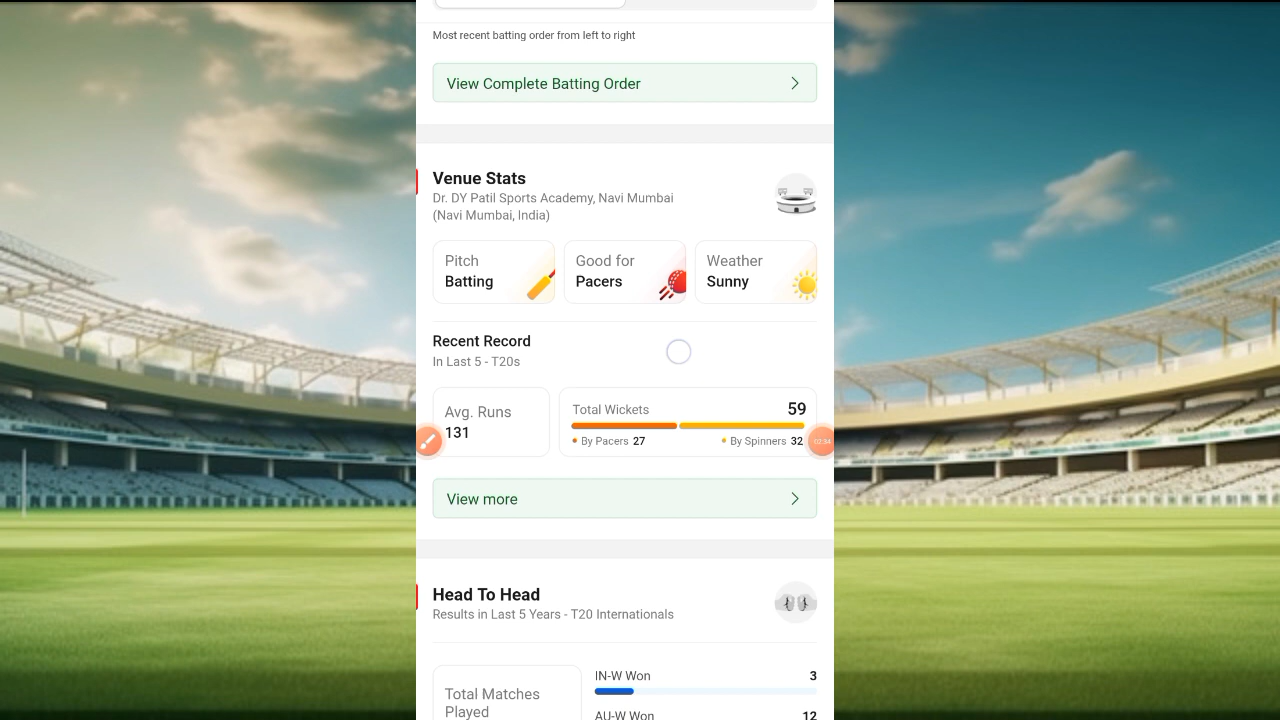 Most recent batting order from left to right
View Complete Batting Order
Venue Stats
Dr. DY Patil Sports Academy, Navi Mumbai
(Navi Mumbai, India)
Pitch
Batting
Good for
Pacers
Weather
Sunny
Recent Record
In Last 5 - T20s
Avg. Runs
131
Total Wickets 59
By Pacers 27
By Spinners 32
02:34
View more
Head To Head
Results in Last 5 Years - T20 Internationals
Total Matches
Played
IN-W Won 3
AU-W Won 12